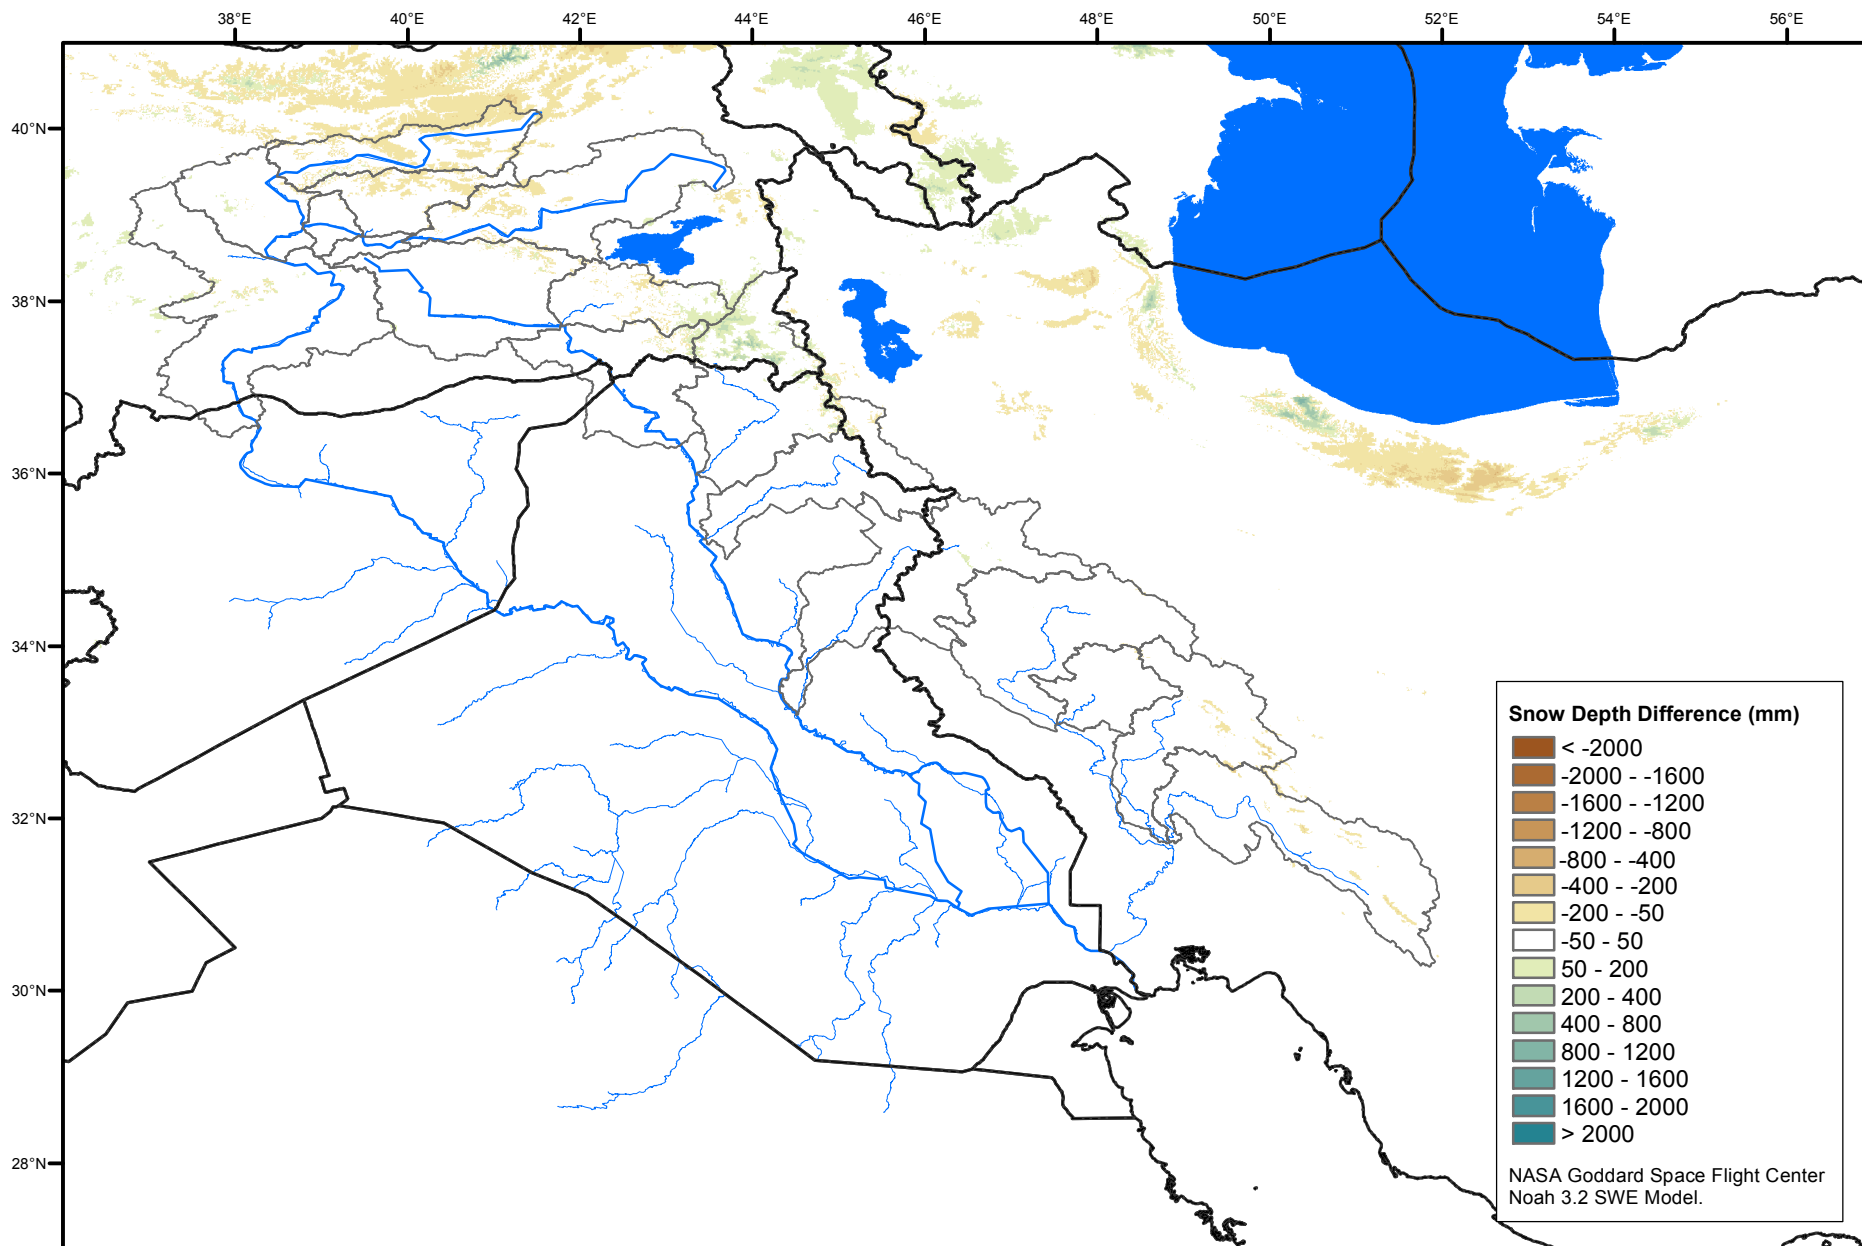 38°E 40°E 42°E 44°E 46°E 48°E 50°E 52°E 54°E 56°E
40°N
38°N
36°N
34°N
32°N
30°N
28°N
Snow Depth Difference (mm)
< -2000
-2000 - -1600
-1600 - -1200
-1200 - -800
-800 - -400
-400 - -200
-200 - -50
-50 - 50
50 - 200
200 - 400
400 - 800
800 - 1200
1200 - 1600
1600 - 2000
> 2000
NASA Goddard Space Flight Center
Noah 3.2 SWE Model.